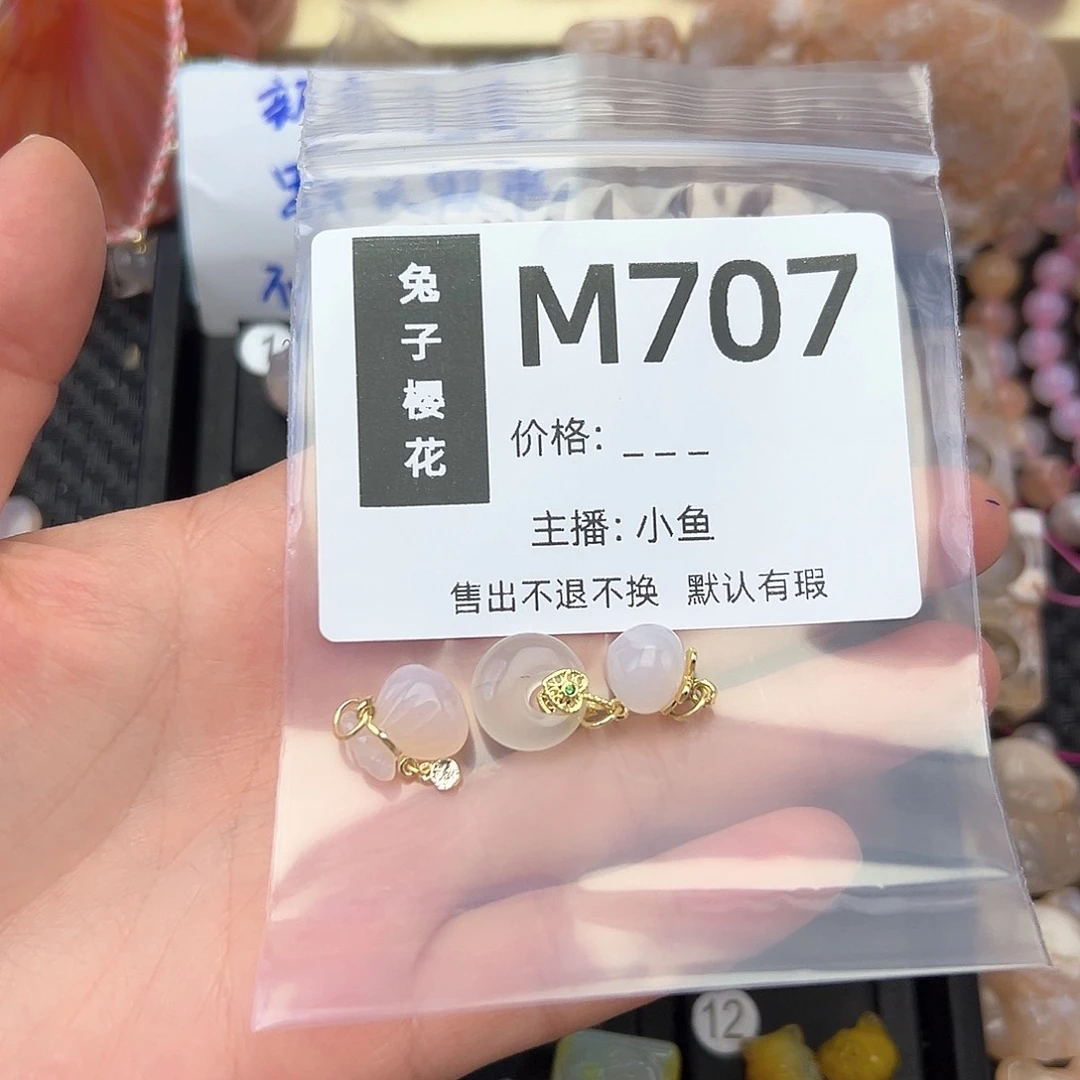 兔子樱花
M707
价格: _ _ _
主播: 小鱼
售出不退不换 默认有瑕
12